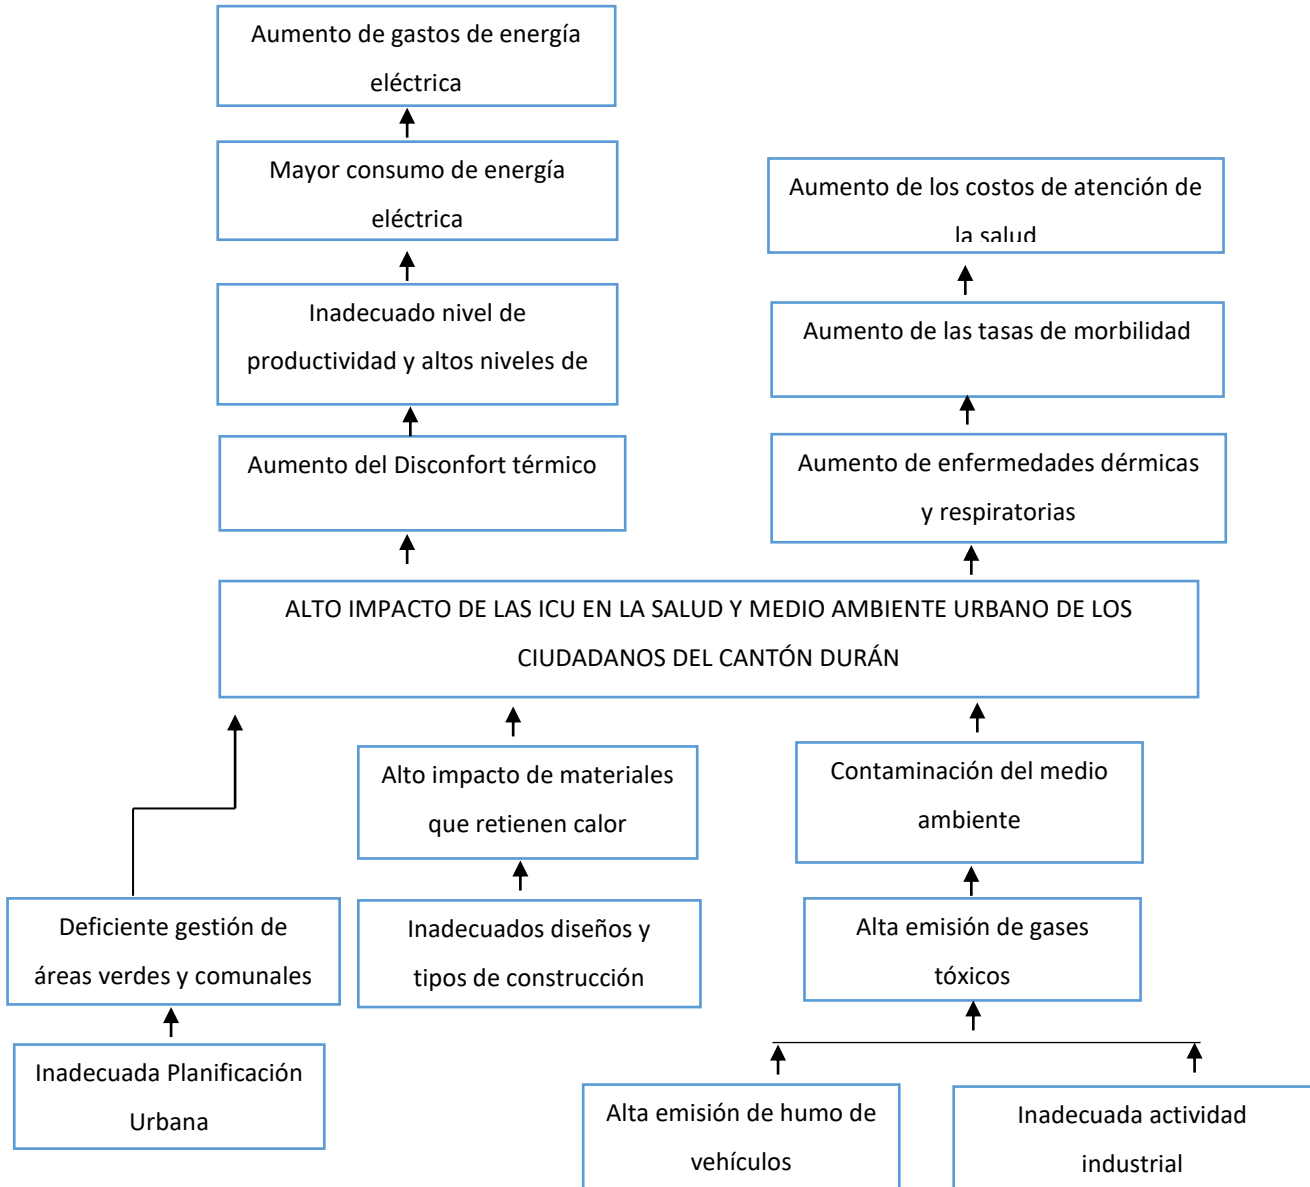 Aumento de gastos de energía
eléctrica
Mayor consumo de energía
eléctrica
Aumento de los costos de atención de
la salud
Inadecuado nivel de
productividad y altos niveles de
Aumento de las tasas de morbilidad
Aumento del Disconfort térmico
Aumento de enfermedades dérmicas
y respiratorias
ALTO IMPACTO DE LAS ICU EN LA SALUD Y MEDIO AMBIENTE URBANO DE LOS
CIUDADANOS DEL CANTÓN DURÁN
Alto impacto de materiales
que retienen calor
Contaminación del medio
ambiente
Deficiente gestión de
áreas verdes y comunales
Inadecuados diseños y
tipos de construcción
Alta emisión de gases
tóxicos
Inadecuada Planificación
Urbana
Alta emisión de humo de
vehículos
Inadecuada actividad
industrial